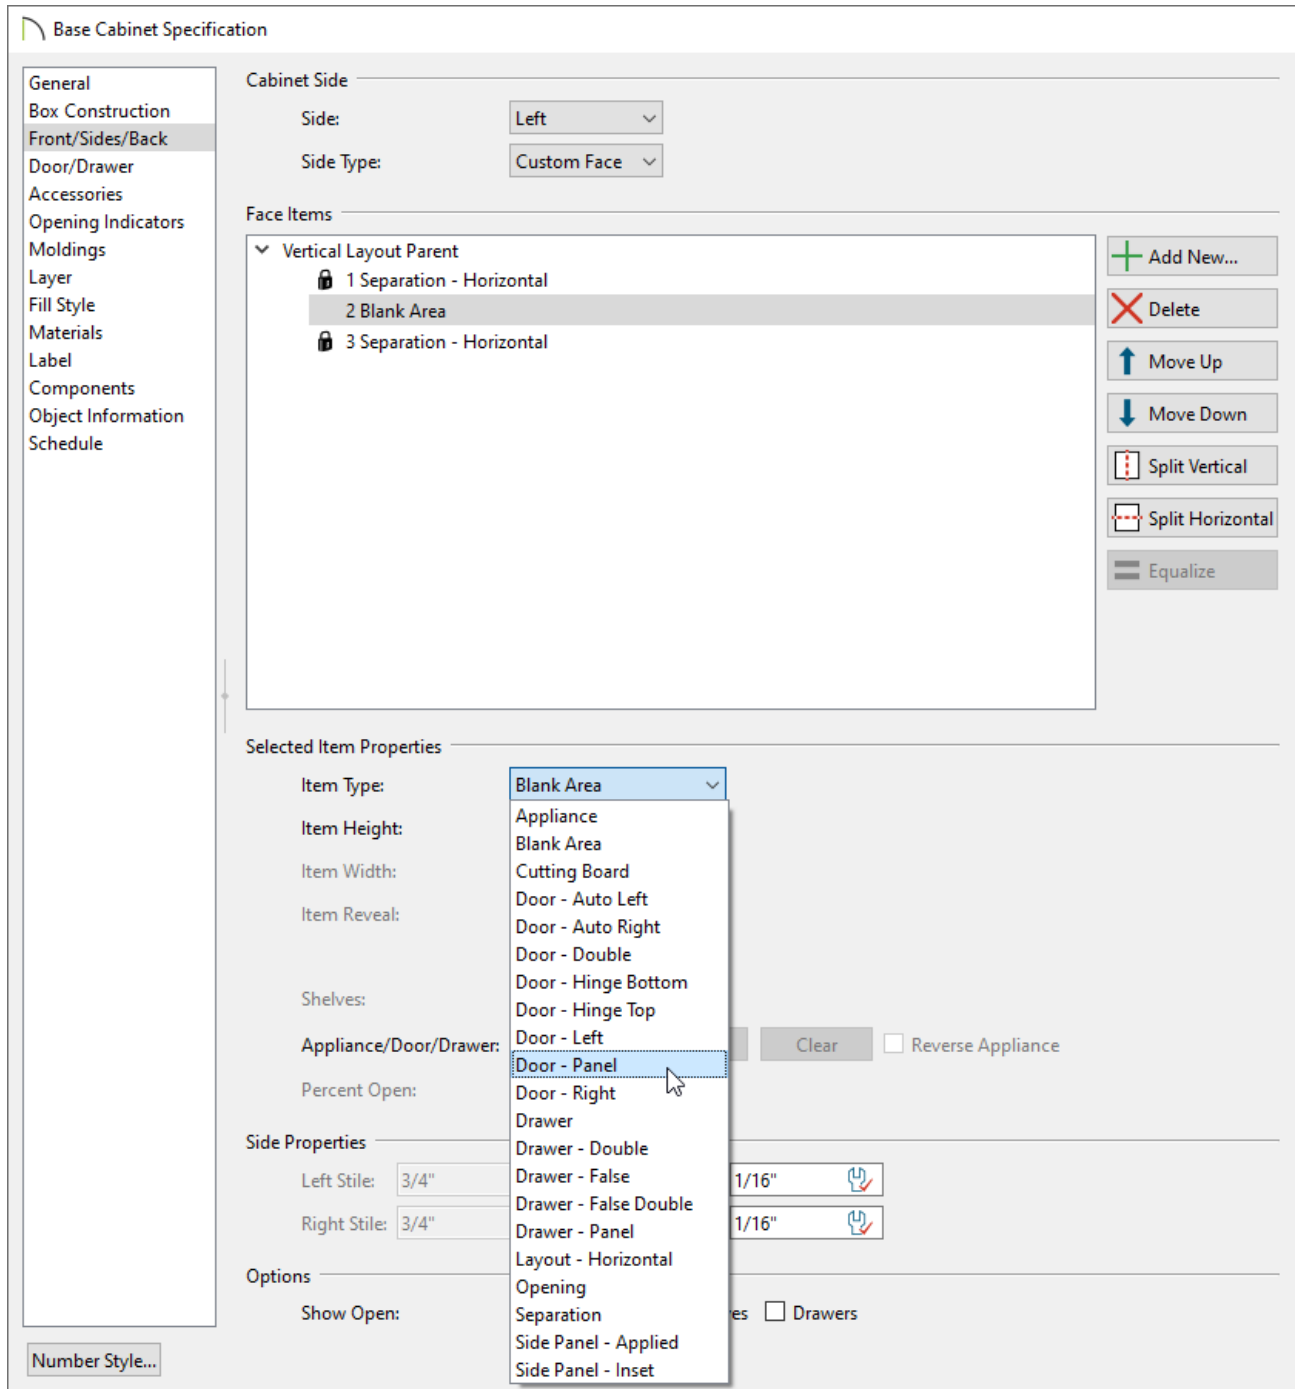 Base Cabinet Specification
General
Box Construction
Front/Sides/Back
Door/Drawer
Accessories
Opening Indicators
Moldings
Layer
Fill Style
Materials
Label
Components
Object Information
Schedule
Number Style...
Cabinet Side
Side: Left
Side Type: Custom Face
Face Items
Vertical Layout Parent
1 Separation - Horizontal
2 Blank Area
3 Separation - Horizontal
Add New...
Delete
Move Up
Move Down
Split Vertical
Split Horizontal
Equalize
Selected Item Properties
Item Type: Blank Area
Item Height:
Item Width:
Item Reveal:
Shelves:
Appliance/Door/Drawer: Clear Reverse Appliance
Percent Open:
Appliance
Blank Area
Cutting Board
Door - Auto Left
Door - Auto Right
Door - Double
Door - Hinge Bottom
Door - Hinge Top
Door - Left
Door - Panel
Door - Right
Drawer
Drawer - Double
Drawer - False
Drawer - False Double
Drawer - Panel
Layout - Horizontal
Opening
Separation
Side Panel - Applied
Side Panel - Inset
Side Properties
Left Stile: 3/4" 1/16"
Right Stile: 3/4" 1/16"
Options
Show Open: Drawers